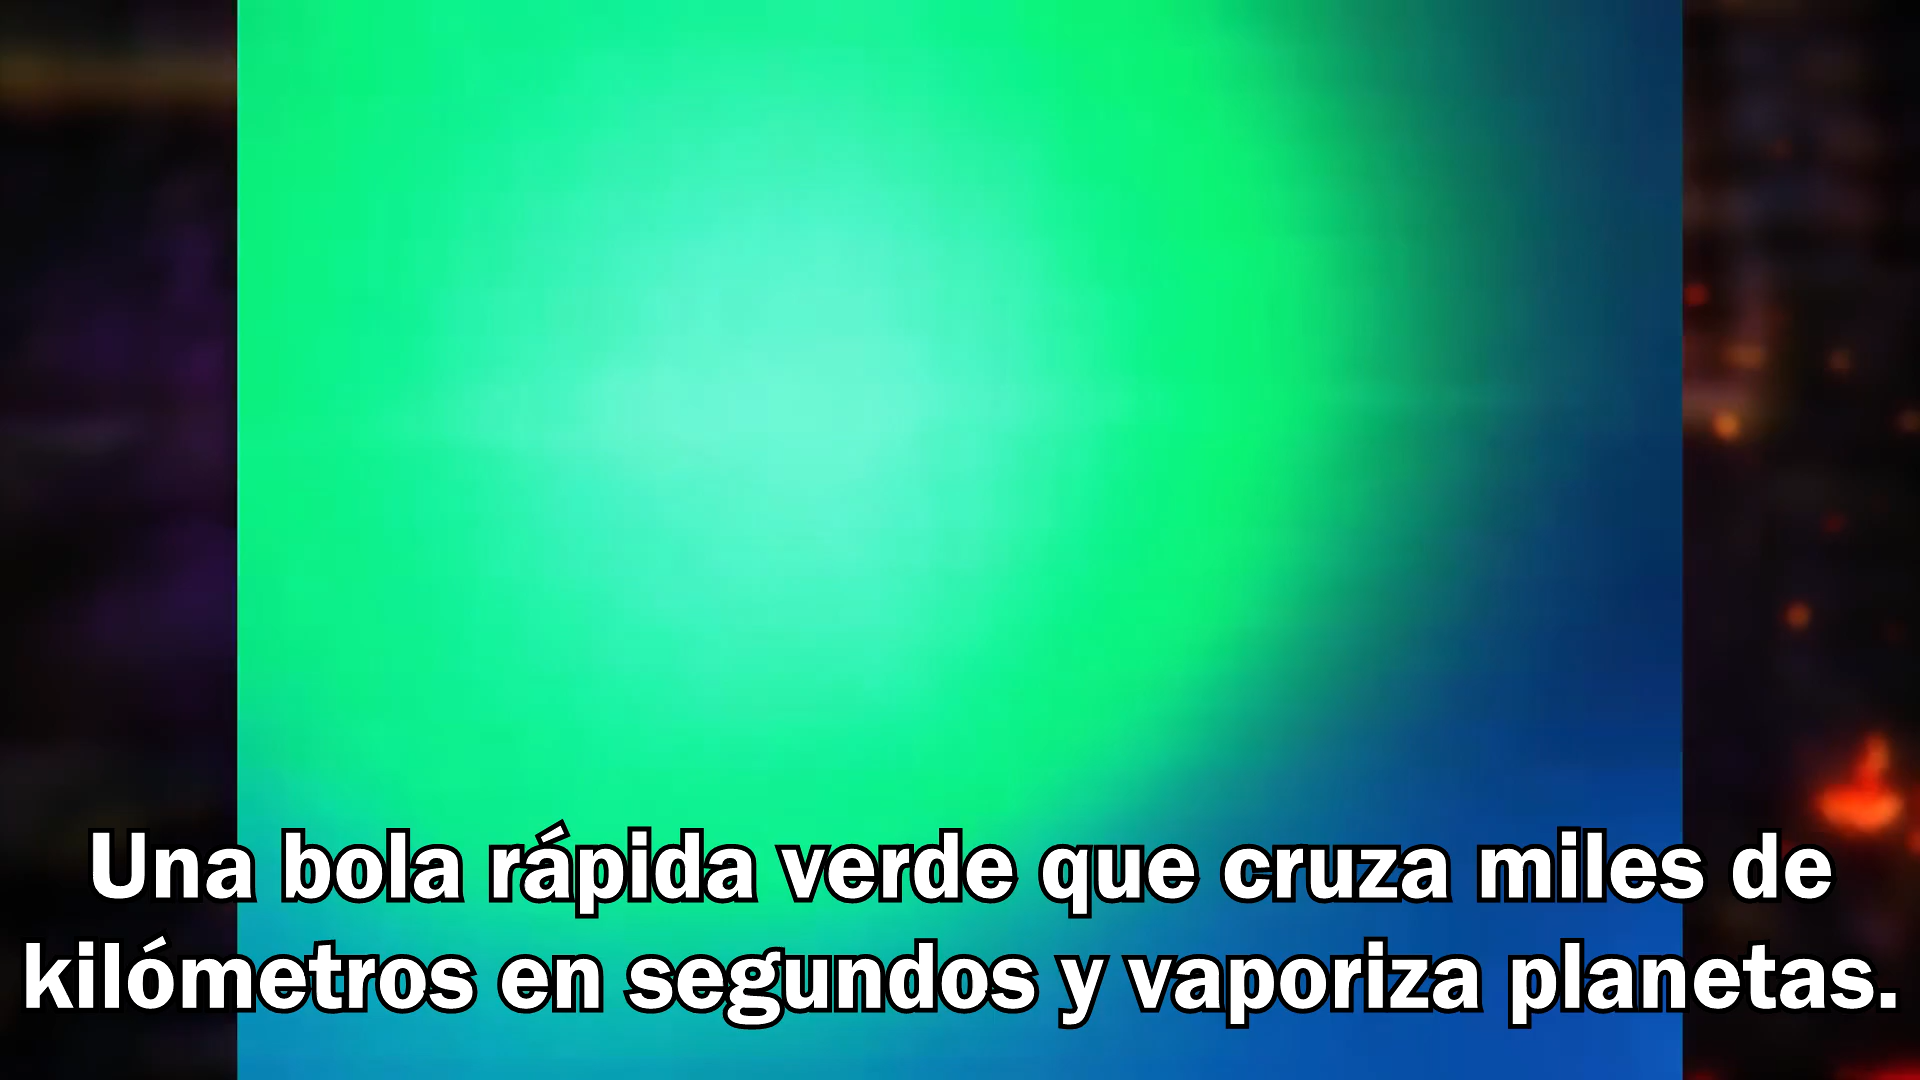 Una bola rápida verde que cruza miles de
kilómetros en segundos y vaporiza planetas.